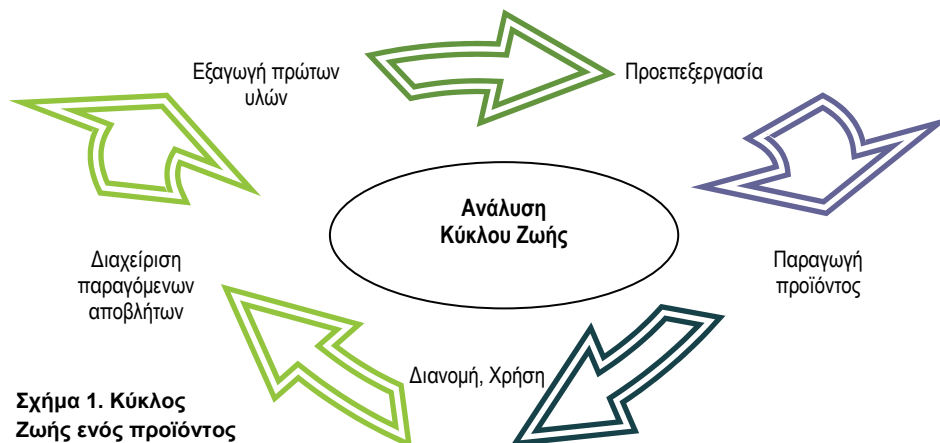 Εξαγωγή πρώτων
υλών
Προεπεξεργασία
Ανάλυση
Κύκλου Ζωής
Παραγωγή
προϊόντος
Διανομή, Χρήση
Διαχείριση
παραγόμενων
αποβλήτων
Σχήμα 1. Κύκλος
Ζωής ενός προϊόντος